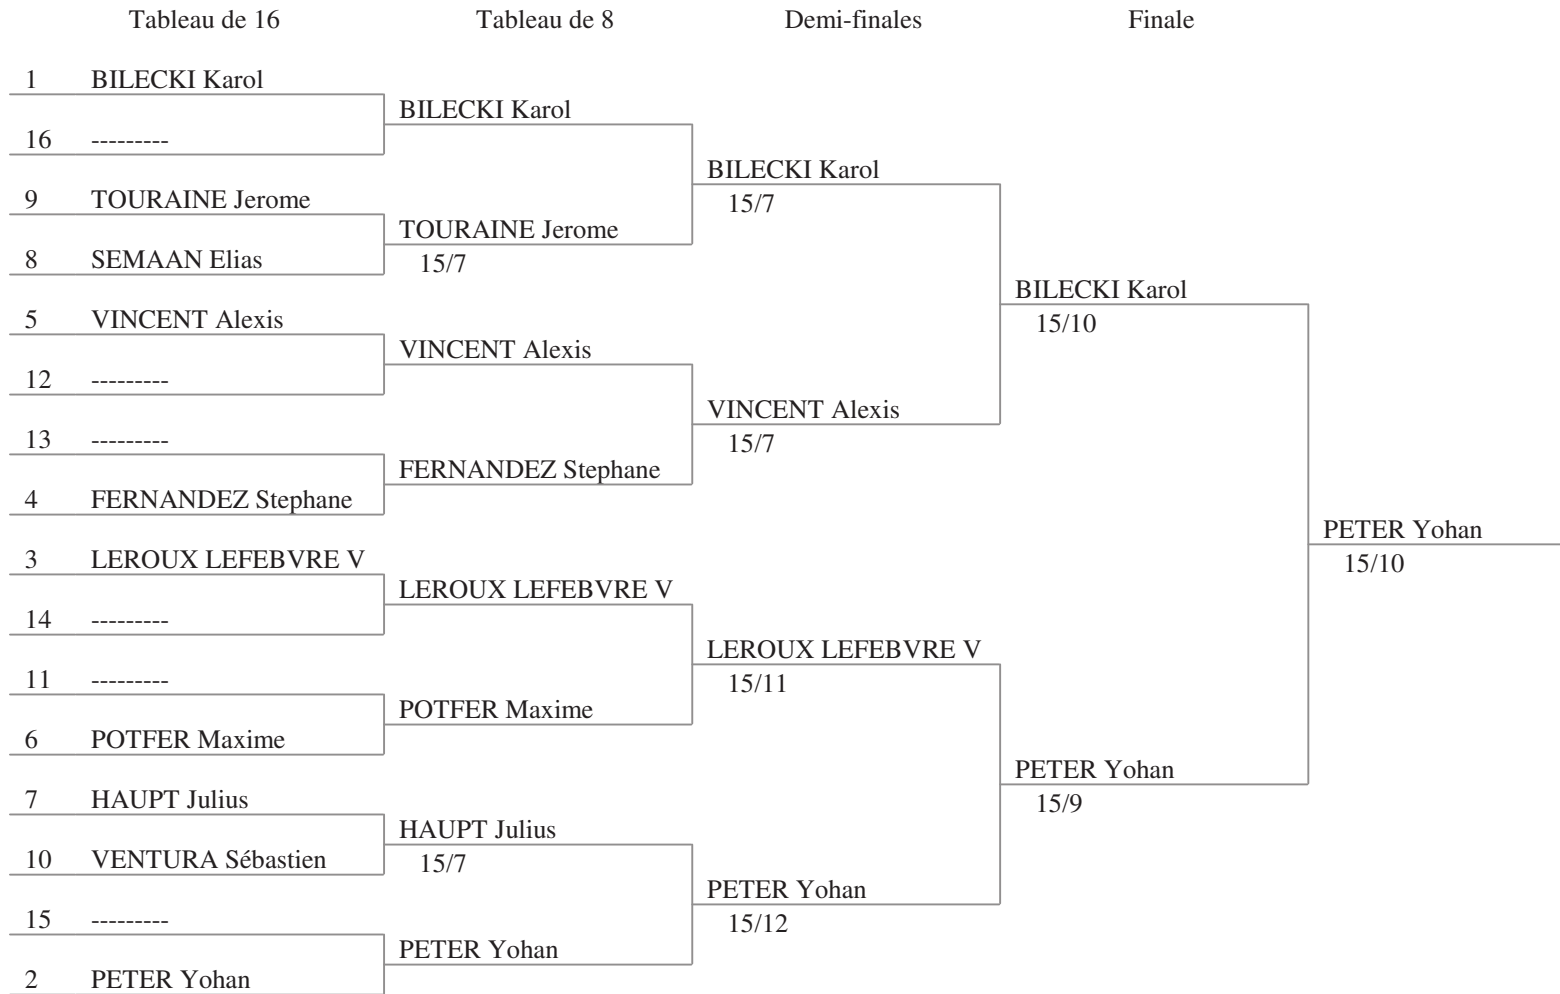 Tableau de 16 Tableau de 8 Demi-finales Finale
1 BILECKI Karol
BILECKI Karol
16 ---------
BILECKI Karol
9 TOURAINE Jerome
15/7
TOURAINE Jerome
8 SEMAAN Elias
15/7
BILECKI Karol
5 VINCENT Alexis
15/10
VINCENT Alexis
12 ---------
VINCENT Alexis
13 ---------
15/7
FERNANDEZ Stephane
4 FERNANDEZ Stephane
PETER Yohan
3 LEROUX LEFEBVRE V
15/10
LEROUX LEFEBVRE V
14 ---------
LEROUX LEFEBVRE V
11 ---------
15/11
POTFER Maxime
6 POTFER Maxime
PETER Yohan
7 HAUPT Julius
15/9
HAUPT Julius
10 VENTURA Sébastien
15/7
PETER Yohan
15 ---------
15/12
PETER Yohan
2 PETER Yohan